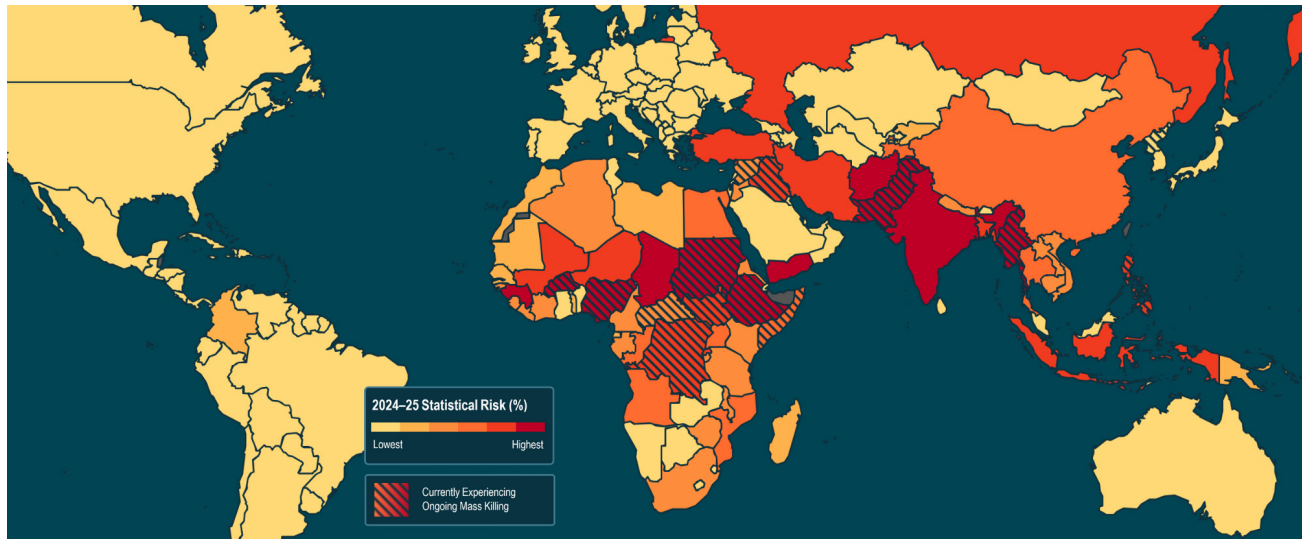 2024–25 Statistical Risk (%)
Lowest Highest
Currently Experiencing
Ongoing Mass Killing